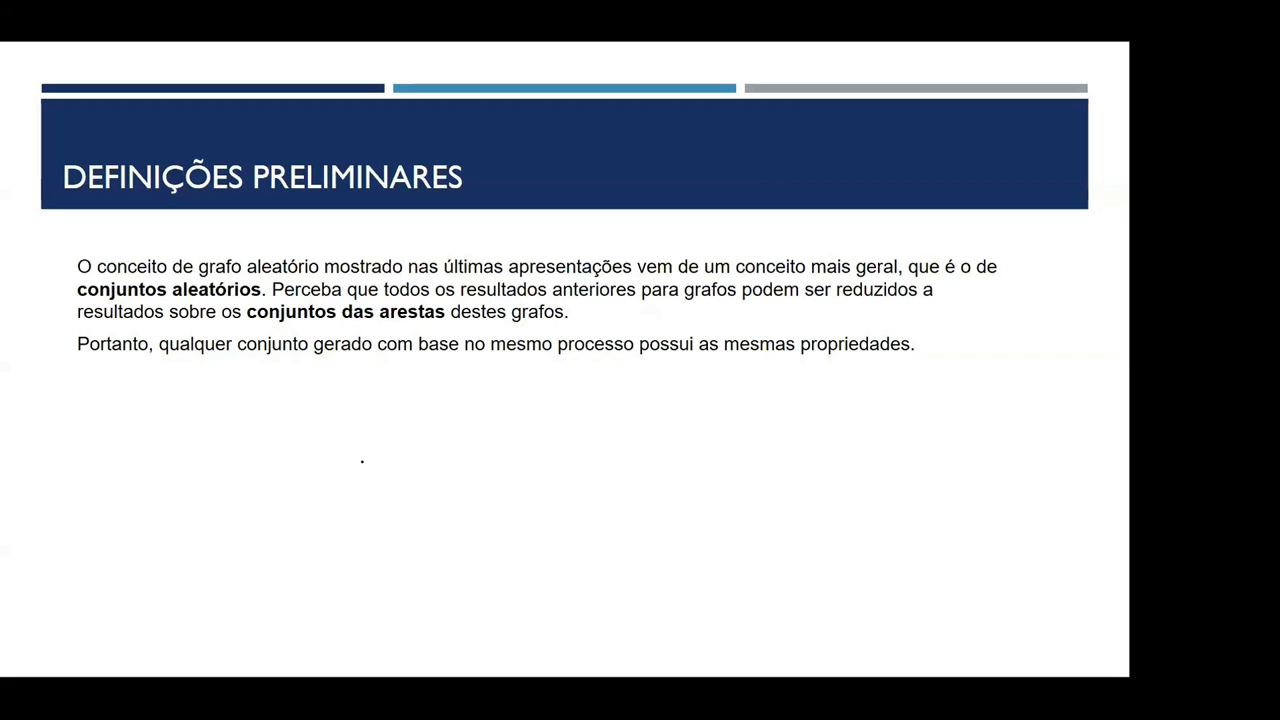 DEFINIÇÕES PRELIMINARES
O conceito de grafo aleatório mostrado nas últimas apresentações vem de um conceito mais geral, que é o de
conjuntos aleatórios. Perceba que todos os resultados anteriores para grafos podem ser reduzidos a
resultados sobre os conjuntos das arestas destes grafos.
Portanto, qualquer conjunto gerado com base no mesmo processo possui as mesmas propriedades.